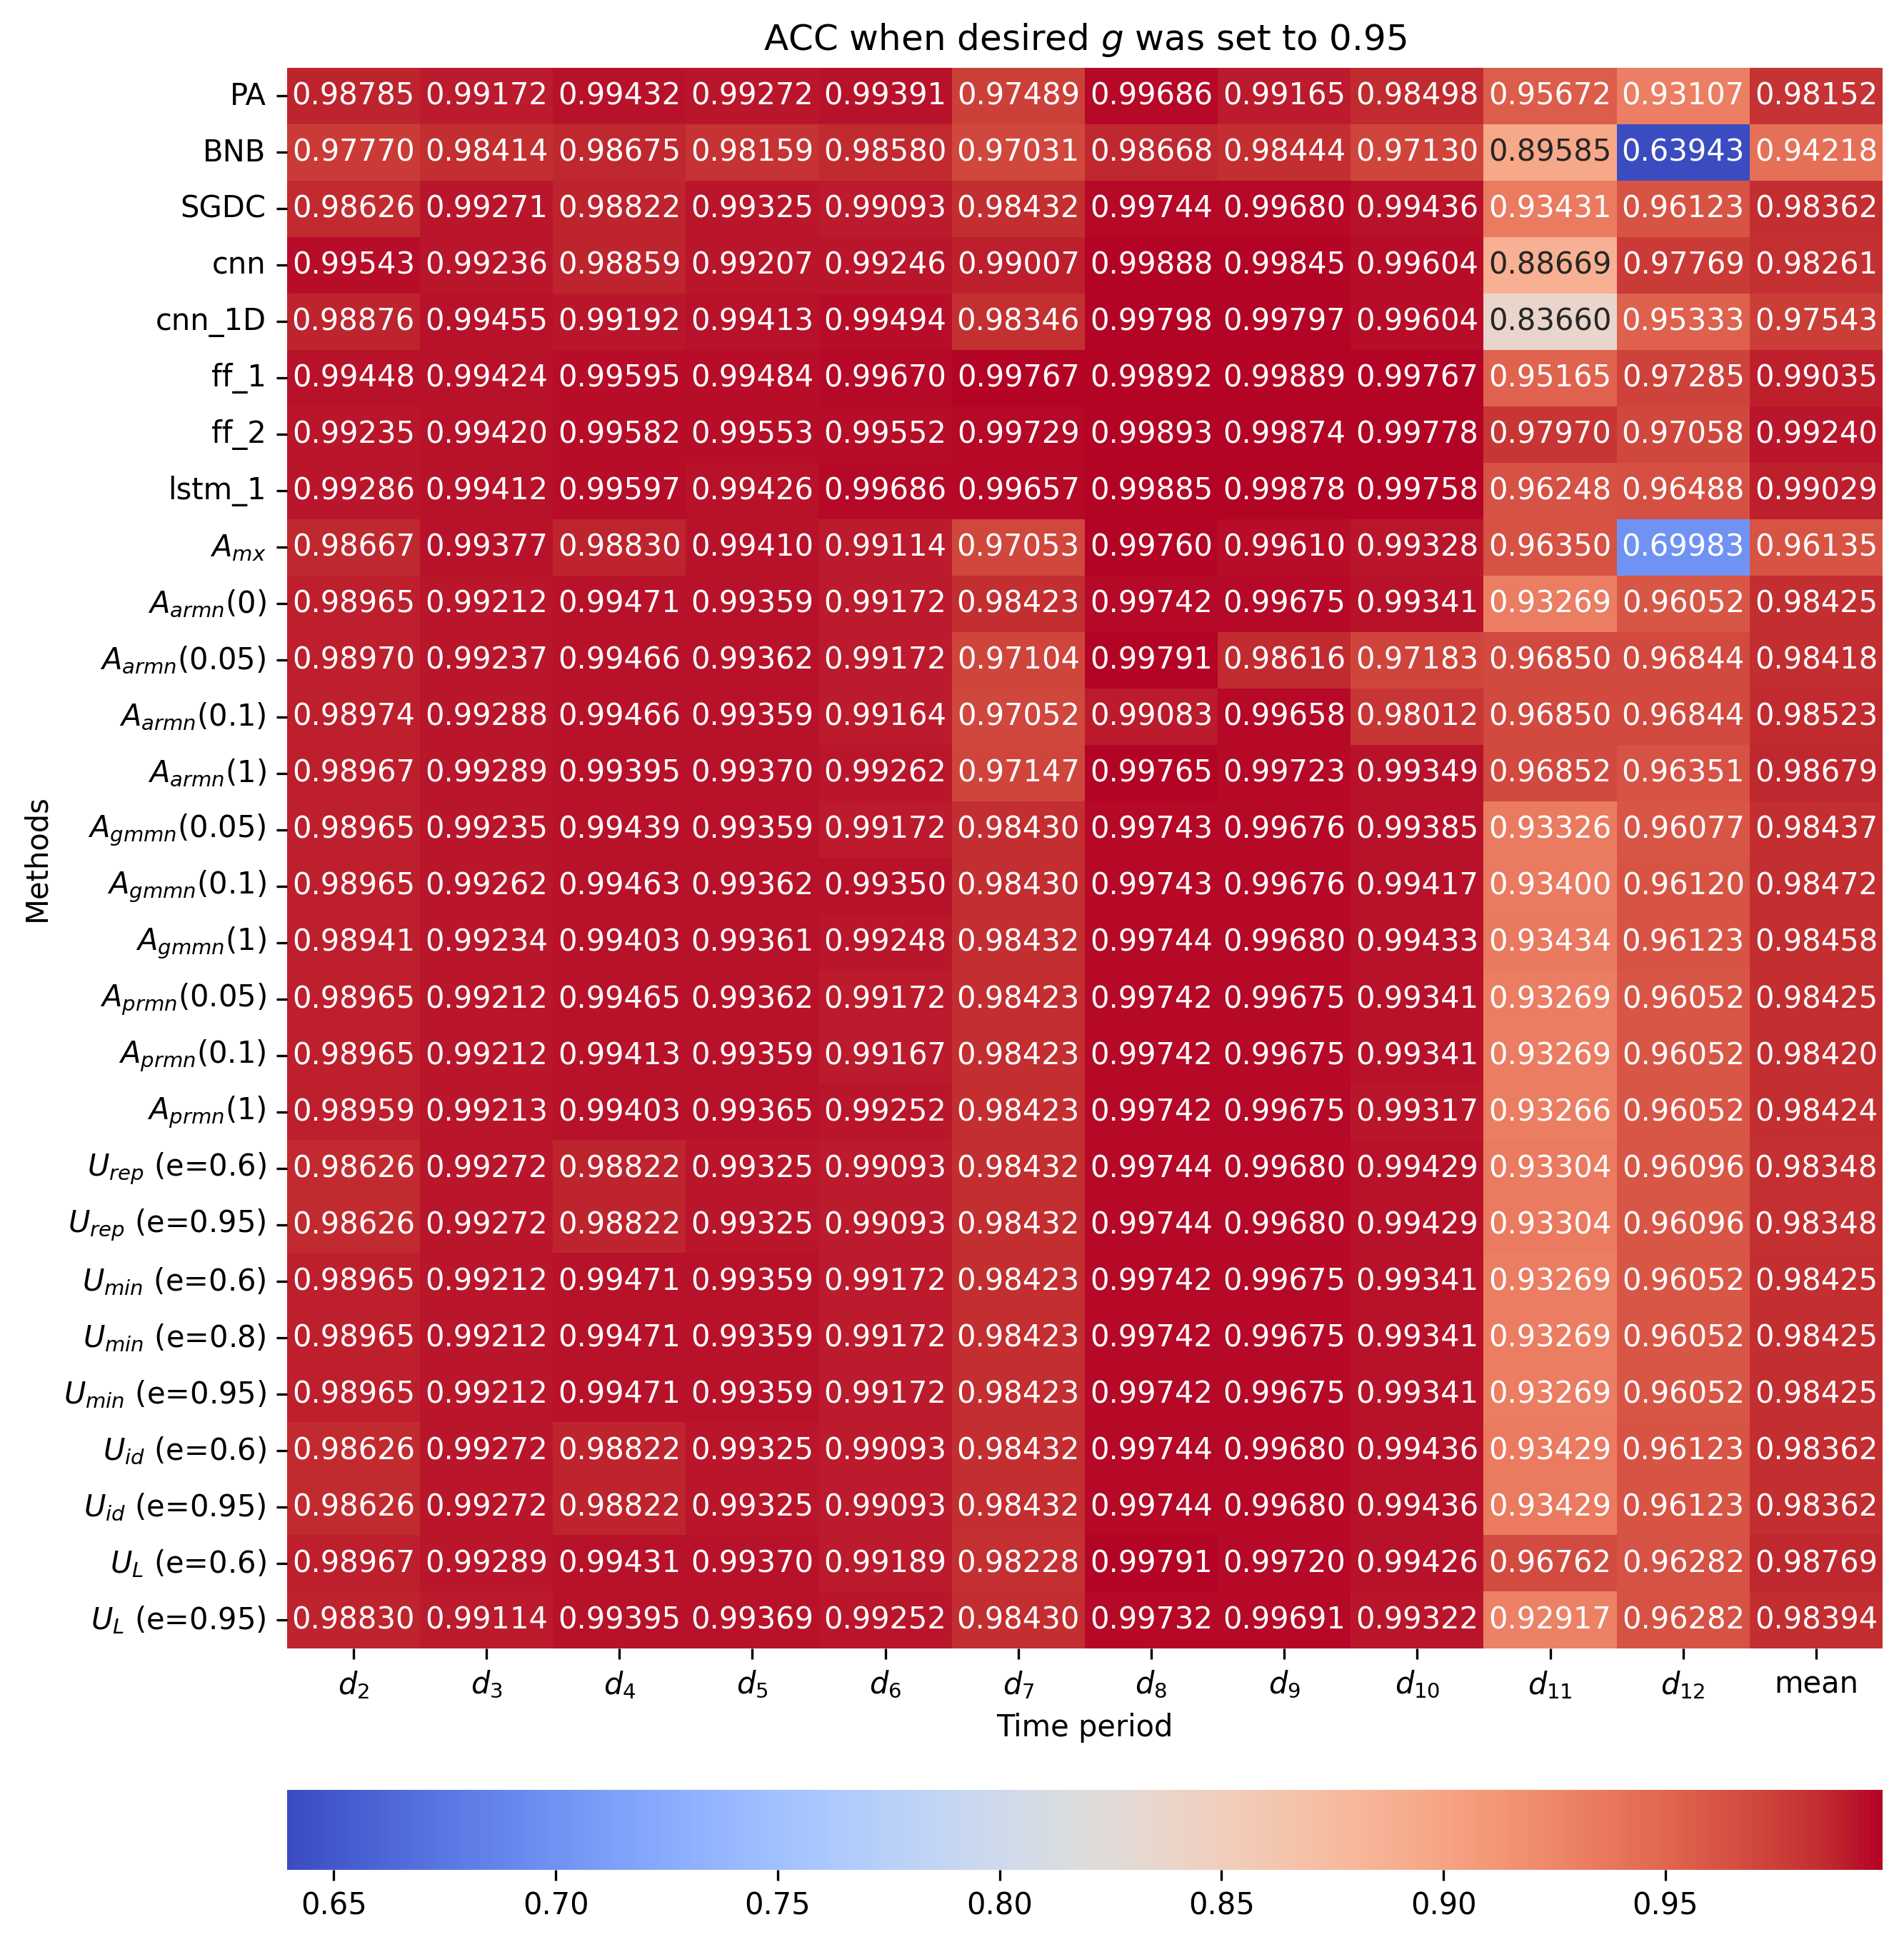 ACC when desired g was set to 0.95
PA 0.98785 0.99172 0.99432 0.99272 0.99391 0.97489 0.99686 0.99165 0.98498 0.95672 0.93107 0.98152
BNB 0.97770 0.98414 0.98675 0.98159 0.98580 0.97031 0.98668 0.98444 0.97130 0.89585 0.63943 0.94218
SGDC 0.98626 0.99271 0.98822 0.99325 0.99093 0.98432 0.99744 0.99680 0.99436 0.93431 0.96123 0.98362
cnn 0.99543 0.99236 0.98859 0.99207 0.99246 0.99007 0.99888 0.99845 0.99604 0.88669 0.97769 0.98261
cnn_1D 0.98876 0.99455 0.99192 0.99413 0.99494 0.98346 0.99798 0.99797 0.99604 0.83660 0.95333 0.97543
ff_1 0.99448 0.99424 0.99595 0.99484 0.99670 0.99767 0.99892 0.99889 0.99767 0.95165 0.97285 0.99035
ff_2 0.99235 0.99420 0.99582 0.99553 0.99552 0.99729 0.99893 0.99874 0.99778 0.97970 0.97058 0.99240
lstm_1 0.99286 0.99412 0.99597 0.99426 0.99686 0.99657 0.99885 0.99878 0.99758 0.96248 0.96488 0.99029
A_mx 0.98667 0.99377 0.98830 0.99410 0.99114 0.97053 0.99760 0.99610 0.99328 0.96350 0.69983 0.96135
A_armn(0) 0.98965 0.99212 0.99471 0.99359 0.99172 0.98423 0.99742 0.99675 0.99341 0.93269 0.96052 0.98425
A_armn(0.05) 0.98970 0.99237 0.99466 0.99362 0.99172 0.97104 0.99791 0.98616 0.97183 0.96850 0.96844 0.98418
A_armn(0.1) 0.98974 0.99288 0.99466 0.99359 0.99164 0.97052 0.99083 0.99658 0.98012 0.96850 0.96844 0.98523
A_armn(1) 0.98967 0.99289 0.99395 0.99370 0.99262 0.97147 0.99765 0.99723 0.99349 0.96852 0.96351 0.98679
A_gmmn(0.05) 0.98965 0.99235 0.99439 0.99359 0.99172 0.98430 0.99743 0.99676 0.99385 0.93326 0.96077 0.98437
A_gmmn(0.1) 0.98965 0.99262 0.99463 0.99362 0.99350 0.98430 0.99743 0.99676 0.99417 0.93400 0.96120 0.98472
A_gmmn(1) 0.98941 0.99234 0.99403 0.99361 0.99248 0.98432 0.99744 0.99680 0.99433 0.93434 0.96123 0.98458
A_prmn(0.05) 0.98965 0.99212 0.99465 0.99362 0.99172 0.98423 0.99742 0.99675 0.99341 0.93269 0.96052 0.98425
A_prmn(0.1) 0.98965 0.99212 0.99413 0.99359 0.99167 0.98423 0.99742 0.99675 0.99341 0.93269 0.96052 0.98420
A_prmn(1) 0.98959 0.99213 0.99403 0.99365 0.99252 0.98423 0.99742 0.99675 0.99317 0.93266 0.96052 0.98424
U_rep (e=0.6) 0.98626 0.99272 0.98822 0.99325 0.99093 0.98432 0.99744 0.99680 0.99429 0.93304 0.96096 0.98348
U_rep (e=0.95) 0.98626 0.99272 0.98822 0.99325 0.99093 0.98432 0.99744 0.99680 0.99429 0.93304 0.96096 0.98348
U_min (e=0.6) 0.98965 0.99212 0.99471 0.99359 0.99172 0.98423 0.99742 0.99675 0.99341 0.93269 0.96052 0.98425
U_min (e=0.8) 0.98965 0.99212 0.99471 0.99359 0.99172 0.98423 0.99742 0.99675 0.99341 0.93269 0.96052 0.98425
U_min (e=0.95) 0.98965 0.99212 0.99471 0.99359 0.99172 0.98423 0.99742 0.99675 0.99341 0.93269 0.96052 0.98425
U_id (e=0.6) 0.98626 0.99272 0.98822 0.99325 0.99093 0.98432 0.99744 0.99680 0.99436 0.93429 0.96123 0.98362
U_id (e=0.95) 0.98626 0.99272 0.98822 0.99325 0.99093 0.98432 0.99744 0.99680 0.99436 0.93429 0.96123 0.98362
U_L (e=0.6) 0.98967 0.99289 0.99431 0.99370 0.99189 0.98228 0.99791 0.99720 0.99426 0.96762 0.96282 0.98769
U_L (e=0.95) 0.98830 0.99114 0.99395 0.99369 0.99252 0.98430 0.99732 0.99691 0.99322 0.92917 0.96282 0.98394
Methods
d_2 d_3 d_4 d_5 d_6 d_7 d_8 d_9 d_10 d_11 d_12 mean
Time period
0.65 0.70 0.75 0.80 0.85 0.90 0.95